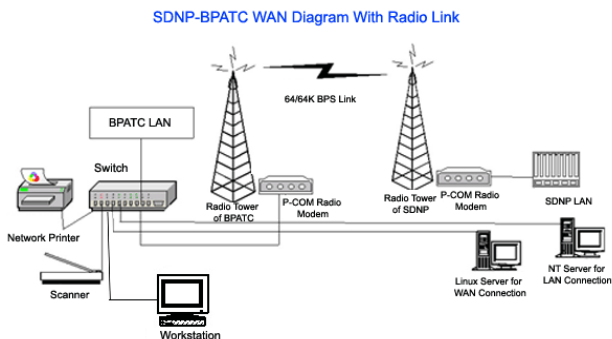 SDNP-BPATC WAN Diagram With Radio Link
64/64K BPS Link
BPATC LAN
Switch
Radio Tower
of BPATC
P-COM Radio
Modem
Radio Tower
of SDNP
P-COM Radio
Modem
SDNP LAN
Network Printer
Scanner
Workstation
Linux Server for
WAN Connection
NT Server for
LAN Connection